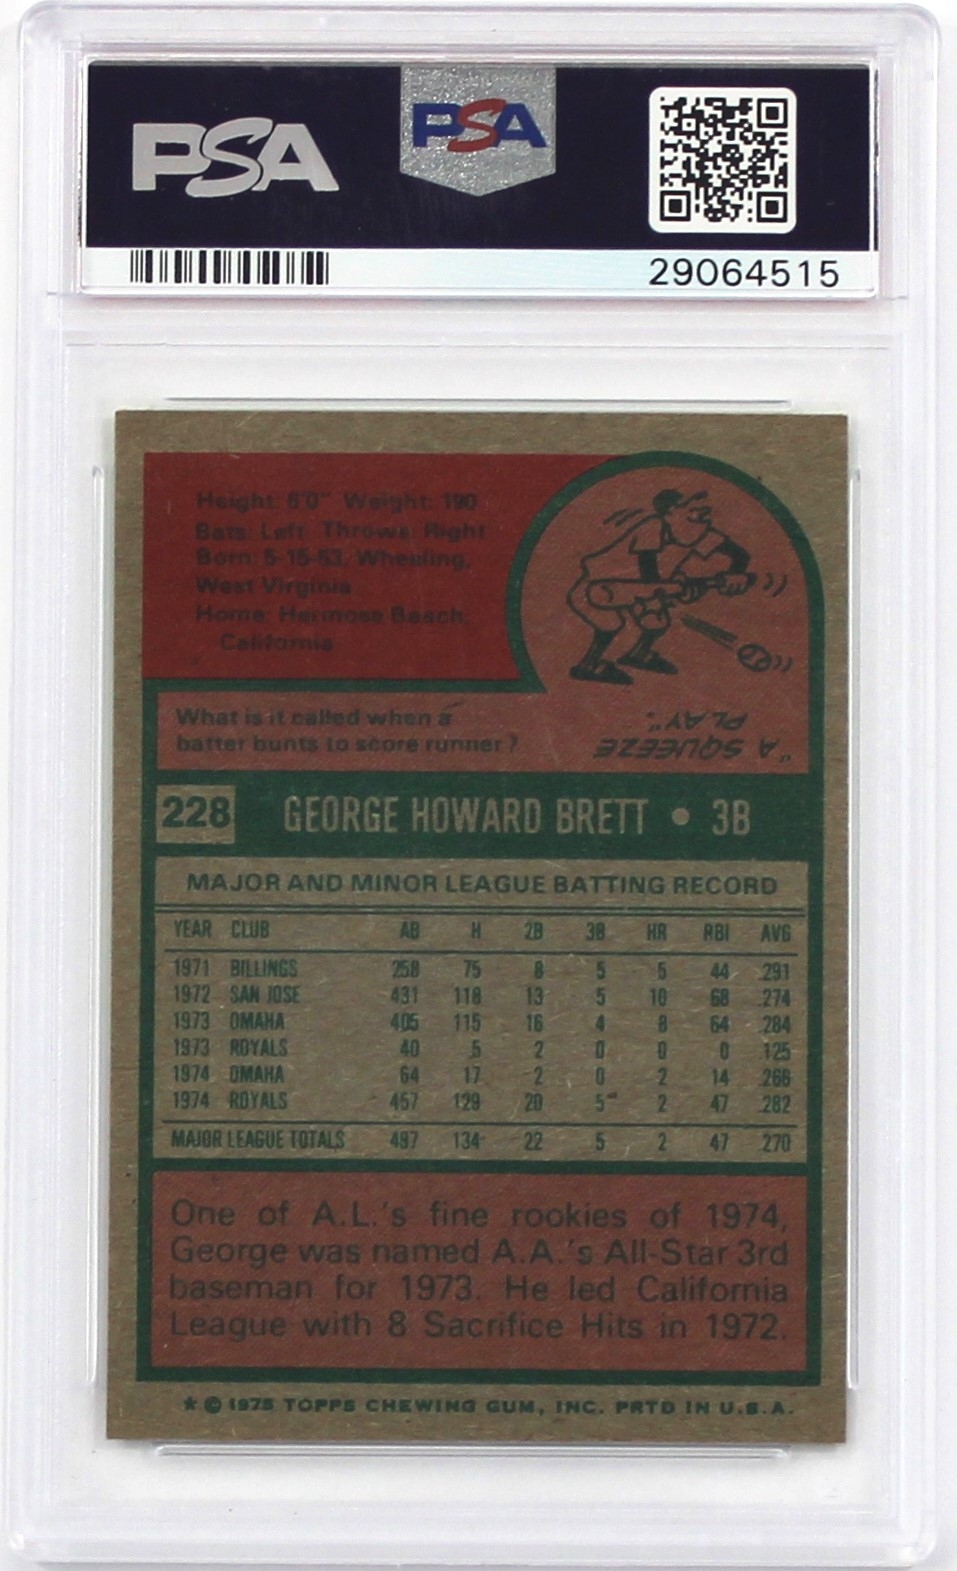 PSA
PSA
29064515
Height: 6'0" Weight: 190
Bats: Left Throws: Right
Born: 5-15-53, Wheeling,
West Virginia
Home: Hermosa Beach,
California
What is it called when a
batter bunts to score runner?
"A SQUEEZE
PLAY".
228 GEORGE HOWARD BRETT • 3B
MAJOR AND MINOR LEAGUE BATTING RECORD
YEAR CLUB AB H 2B 3B HR RBI AVG
1971 BILLINGS 258 75 8 5 5 44 .291
1972 SAN JOSE 431 118 13 5 10 68 .274
1973 OMAHA 405 115 16 4 8 64 .284
1973 ROYALS 40 5 2 0 0 0 .125
1974 OMAHA 64 17 2 0 2 14 .266
1974 ROYALS 457 129 20 5 2 47 .282
MAJOR LEAGUE TOTALS 497 134 22 5 2 47 .270
One of A.L.'s fine rookies of 1974,
George was named A.A.'s All-Star 3rd
baseman for 1973. He led California
League with 8 Sacrifice Hits in 1972.
★ © 1975 TOPPS CHEWING GUM, INC. PRTD IN U.S.A.